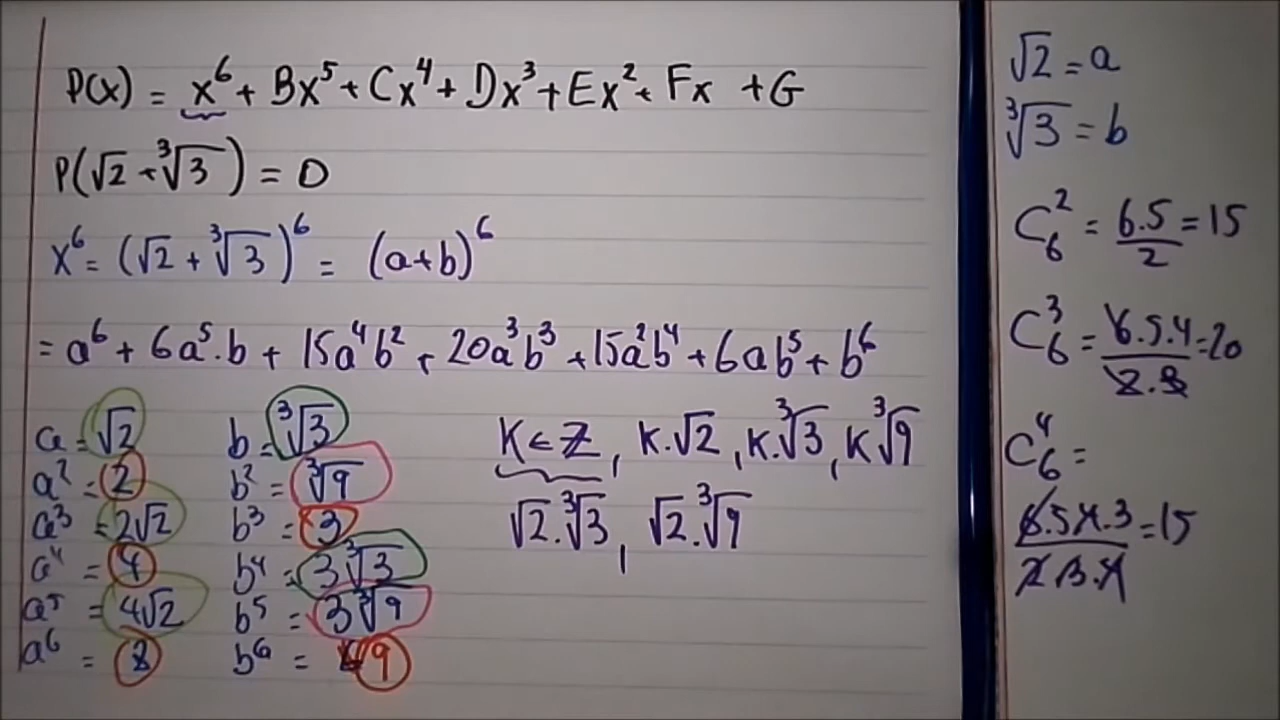 P(x) = x⁶ + Bx⁵ + Cx⁴ + Dx³ + Ex² + Fx + G
P(√2 + ∛3) = 0
x⁶ = (√2 + ∛3)⁶ = (a+b)⁶
= a⁶ + 6a⁵.b + 15a⁴b² + 20a³b³ + 15a²b⁴ + 6ab⁵ + b⁶
a = √2
a² = 2
a³ = 2√2
a⁴ = 4
a⁵ = 4√2
a⁶ = 8
b = ∛3
b² = ∛9
b³ = 3
b⁴ = 3∛3
b⁵ = 3∛9
b⁶ = 9
K ∈ Z, K.√2, K.∛3, K∛9
√2.∛3, √2.∛9
√2 = a
∛3 = b
C₆² = 6.5/2 = 15
C₆³ = 6.5.4/2.3 = 20
C₆⁴ =
6.5.4.3/2.3.4 = 15